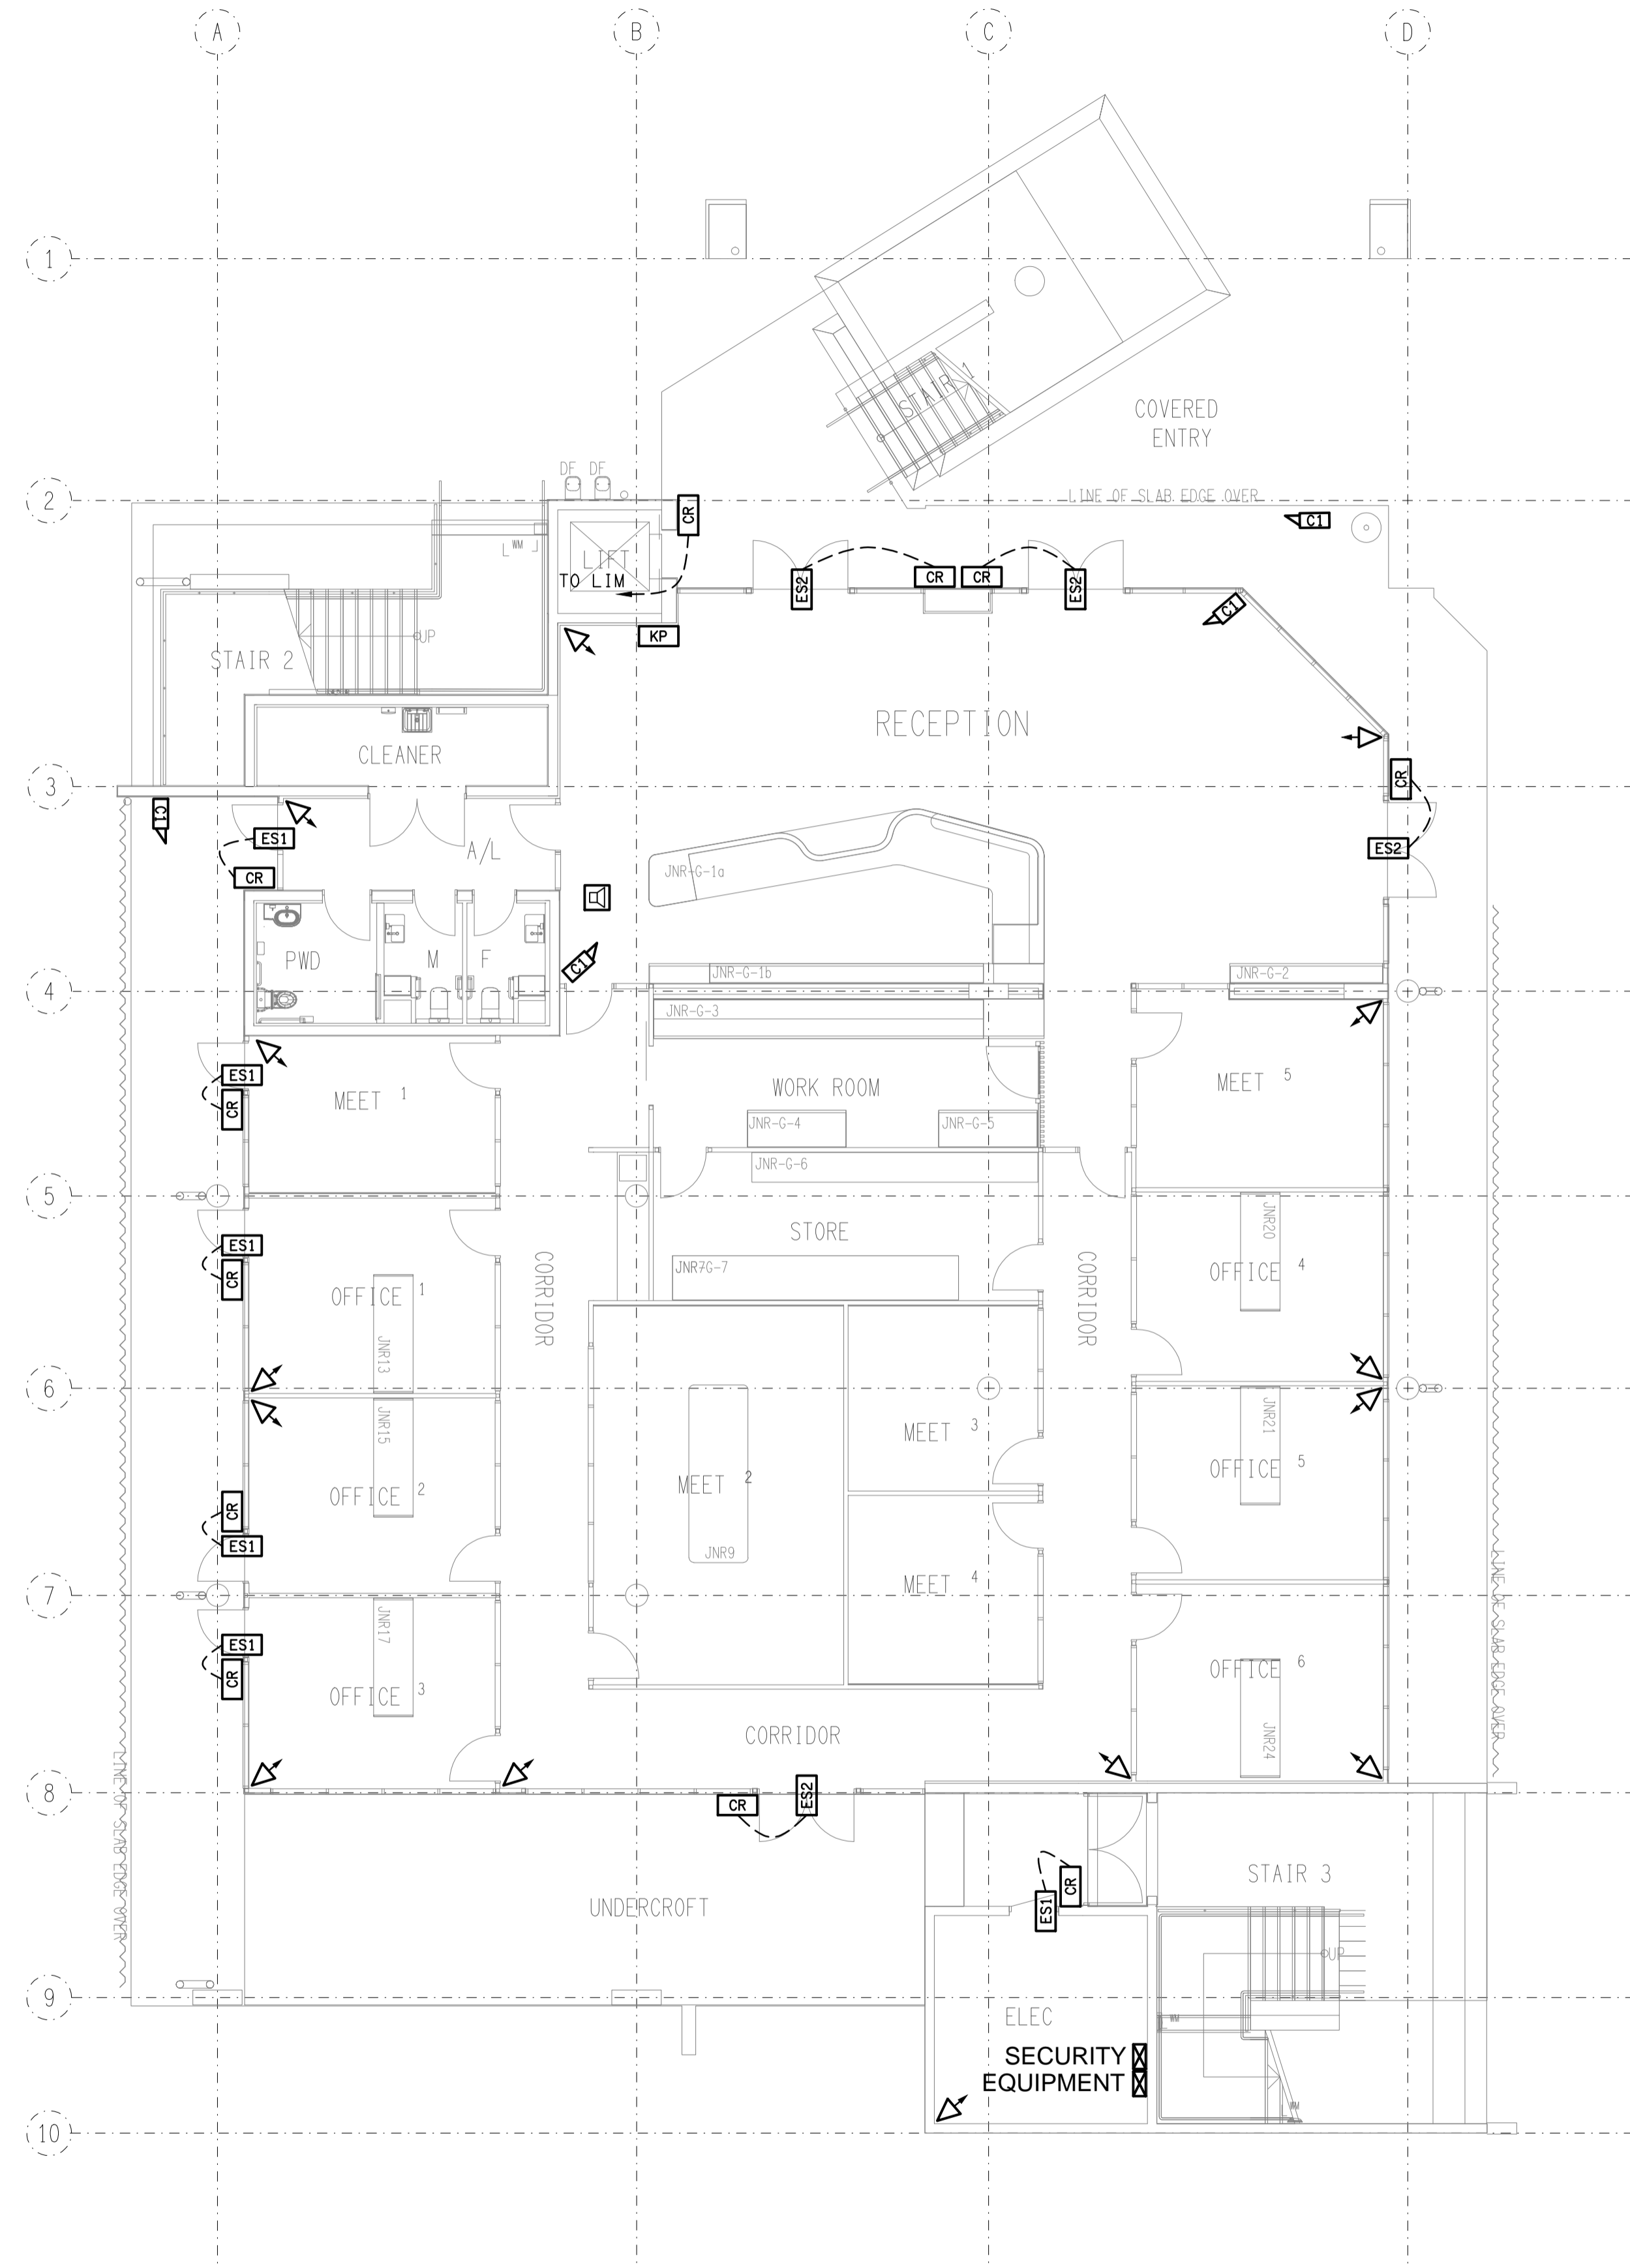 A
B
C
D
1
COVERED
ENTRY
STAIR 1
2
DF
DF
LINE OF SLAB EDGE OVER
CR
C1
WM
LIFT
TO LIM
ES2
CR
CR
ES2
C1
KP
UP
STAIR 2
RECEPTION
CLEANER
3
CR
C1
ES1
A/L
ES2
CR
JNR-G-1a
PWD
M
F
C1
JNR-G-1b
JNR-G-2
4
JNR-G-3
ES1
CR
MEET 1
WORK ROOM
MEET 5
JNR-G-4
JNR-G-5
JNR-G-6
5
STORE
JNR20
ES1
CR
CORRIDOR
JNR7G-7
CORRIDOR
OFFICE 4
OFFICE 1
JNR13
6
JNR15
MEET 3
JNR21
OFFICE 5
MEET 2
OFFICE 2
CR
ES1
JNR9
LINE OF SLAB EDGE OVER
7
MEET 4
JNR17
ES1
CR
OFFICE 3
OFFICE 6
JNR24
CORRIDOR
8
LINE OF SLAB EDGE OVER
CR
ES2
STAIR 3
CR
ES1
UNDERCROFT
UP
9
ELEC
WM
SECURITY
EQUIPMENT
WM
10